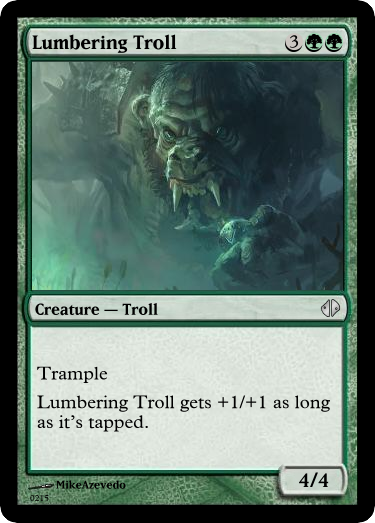 Lumbering Troll 3
Creature — Troll
Trample
Lumbering Troll gets +1/+1 as long
as it's tapped.
MikeAzevedo
4/4
0215